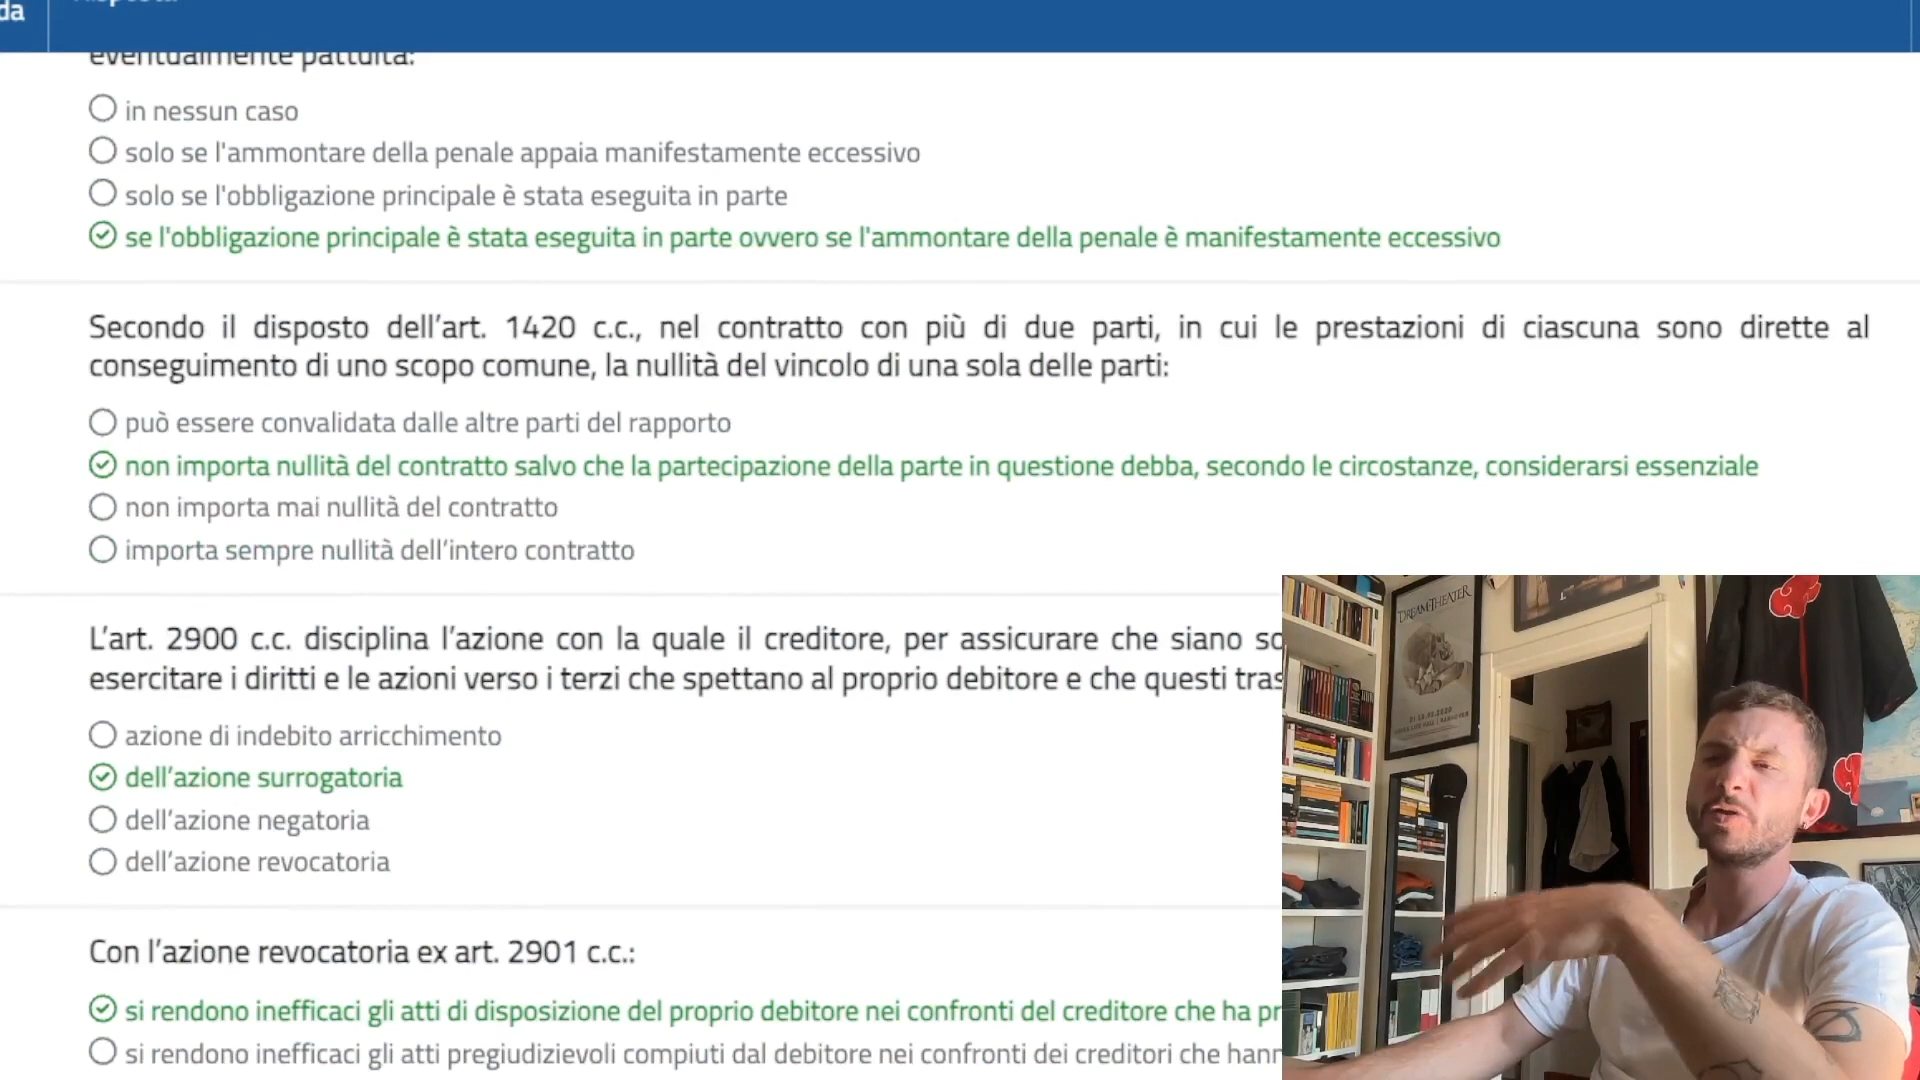 da
eventualmente pattuita:
in nessun caso
solo se l'ammontare della penale appaia manifestamente eccessivo
solo se l'obbligazione principale è stata eseguita in parte
se l'obbligazione principale è stata eseguita in parte ovvero se l'ammontare della penale è manifestamente eccessivo
Secondo il disposto dell’art. 1420 c.c., nel contratto con più di due parti, in cui le prestazioni di ciascuna sono dirette al
conseguimento di uno scopo comune, la nullità del vincolo di una sola delle parti:
può essere convalidata dalle altre parti del rapporto
non importa nullità del contratto salvo che la partecipazione della parte in questione debba, secondo le circostanze, considerarsi essenziale
non importa mai nullità del contratto
importa sempre nullità dell’intero contratto
L’art. 2900 c.c. disciplina l’azione con la quale il creditore, per assicurare che siano so
esercitare i diritti e le azioni verso i terzi che spettano al proprio debitore e che questi tras
azione di indebito arricchimento
dell’azione surrogatoria
dell’azione negatoria
dell’azione revocatoria
Con l’azione revocatoria ex art. 2901 c.c.:
si rendono inefficaci gli atti di disposizione del proprio debitore nei confronti del creditore che ha pr
si rendono inefficaci gli atti pregiudizievoli compiuti dal debitore nei confronti dei creditori che hann
DREAM THEATER